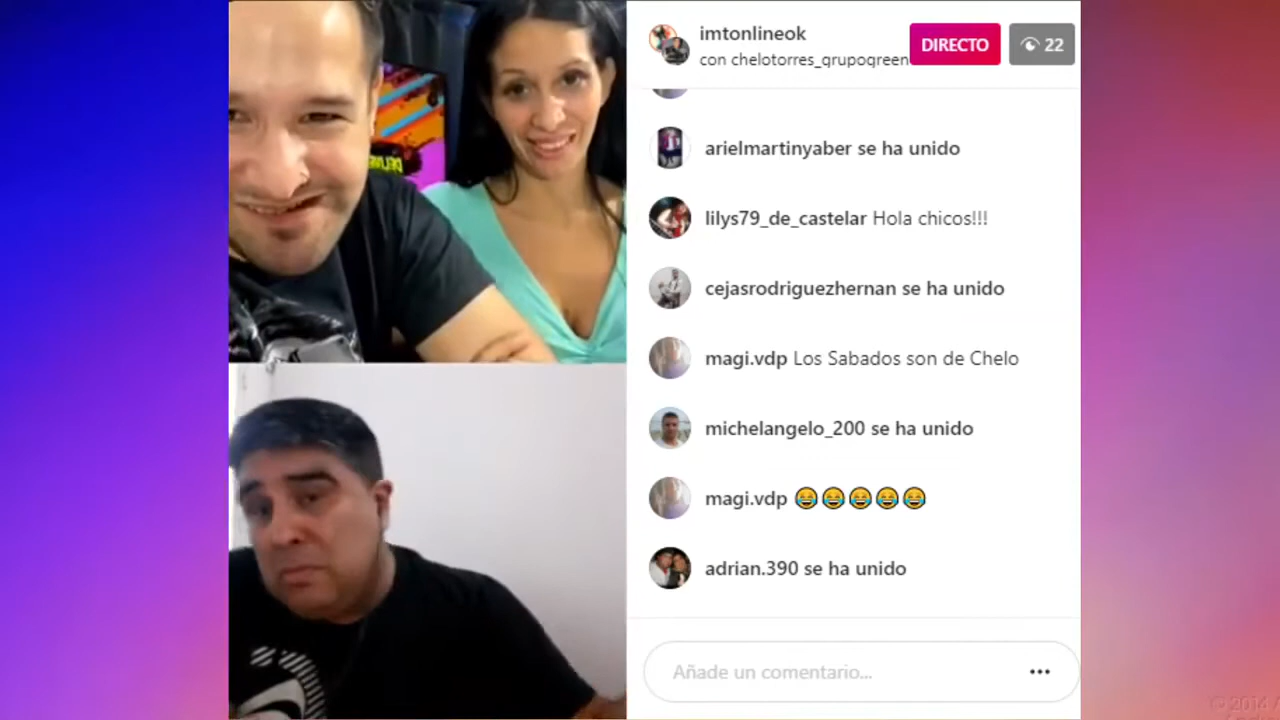 imtonlineok
con chelotorres_grupogreen
DIRECTO
22
arielmartinyaber se ha unido
lilys79_de_castelar Hola chicos!!!
cejasrodriguezhernan se ha unido
magi.vdp Los Sabados son de Chelo
michelangelo_200 se ha unido
magi.vdp 😂😂😂😂😂
adrian.390 se ha unido
Añade un comentario...
© 2014